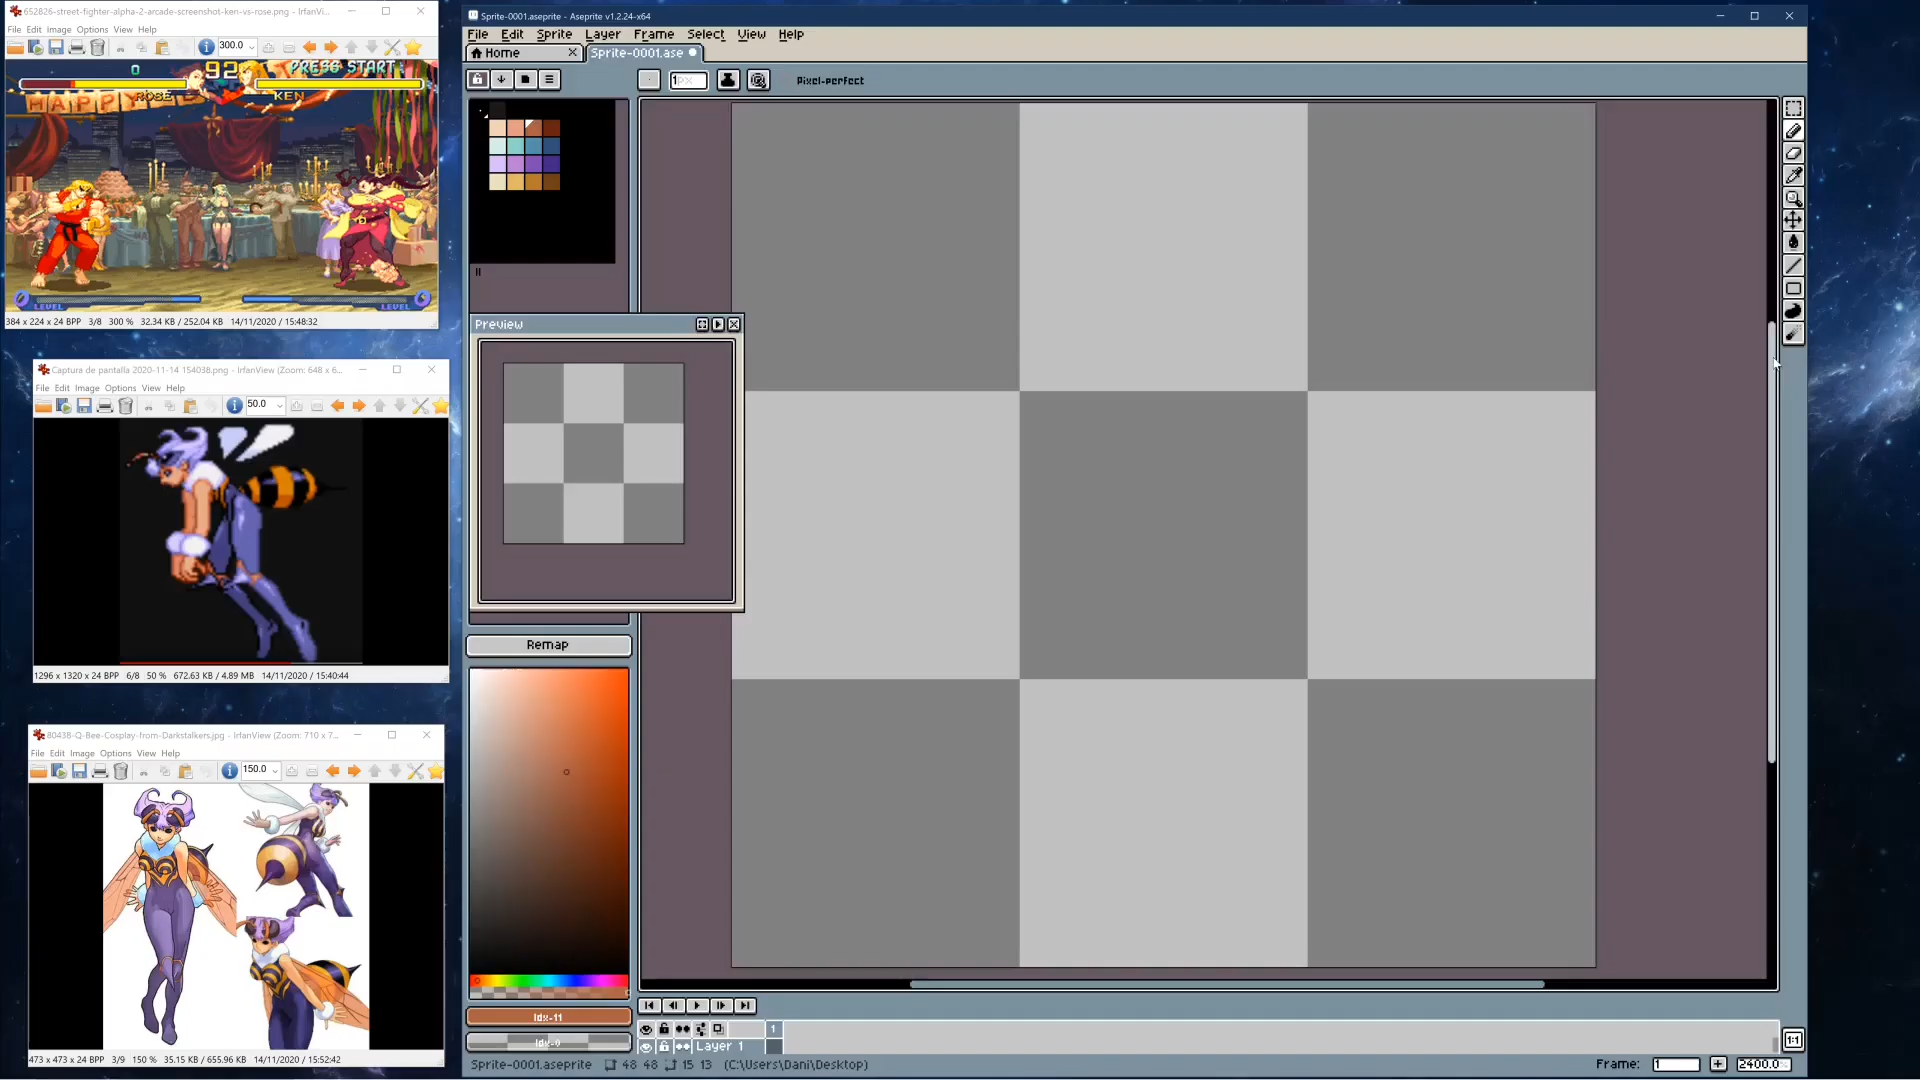 652826-street-fighter-alpha-2-arcade-screenshot-ken-vs-rose.png - IrfanVi...
File Edit Image Options View Help
300.0
0 92 PRESS START
HAPPY
ROSE KEN
LEVEL LEVEL
384 x 224 x 24 BPP 3/8 300 % 32.34 KB / 252.04 KB 14/11/2020 / 15:48:32
Captura de pantalla 2020-11-14 154038.png - IrfanView (Zoom: 648 x 6...
File Edit Image Options View Help
50.0
1296 x 1320 x 24 BPP 6/8 50 % 672.63 KB / 4.89 MB 14/11/2020 / 15:40:44
80438-Q-Bee-Cosplay-from-Darkstalkers.jpg - IrfanView (Zoom: 710 x 7...
File Edit Image Options View Help
150.0
473 x 473 x 24 BPP 3/9 150 % 35.15 KB / 655.96 KB 14/11/2020 / 15:52:42
Sprite-0001.aseprite - Aseprite v1.2.24-x64
File Edit Sprite Layer Frame Select View Help
Home
Sprite-0001.ase
1px
Pixel-perfect
Preview
Remap
Idx-11
Idx-0
1
Layer 1
Sprite-0001.aseprite 48 48 15 13 (C:\Users\Dani\Desktop)
Frame: 1 + 2400.0
1:1